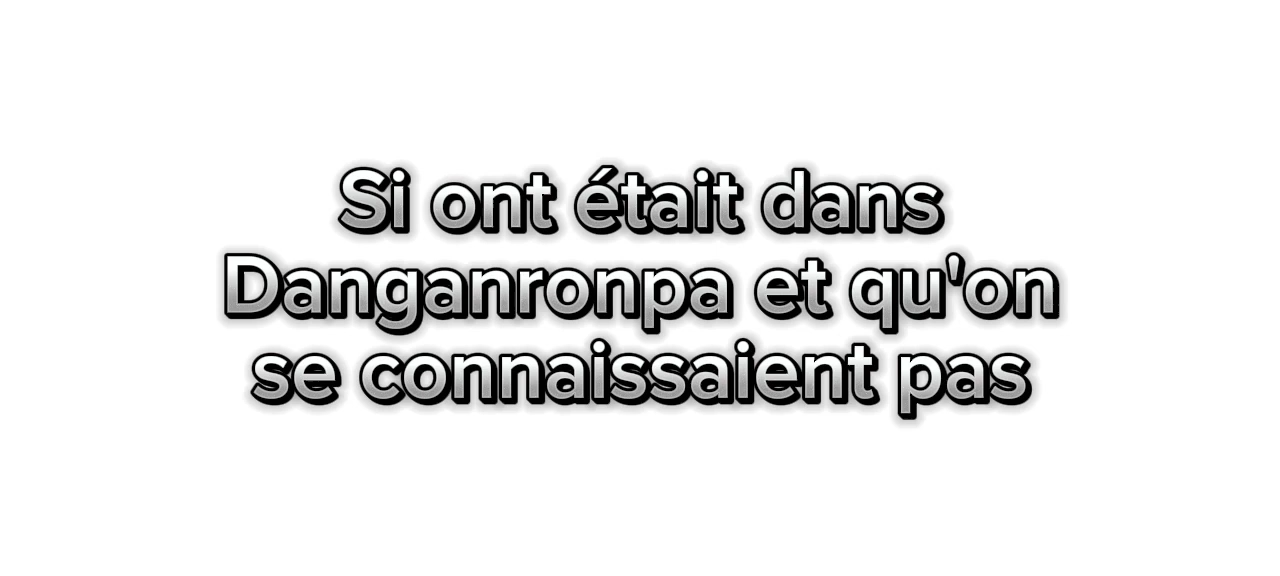 Si ont était dans
Danganronpa et qu'on
se connaissaient pas